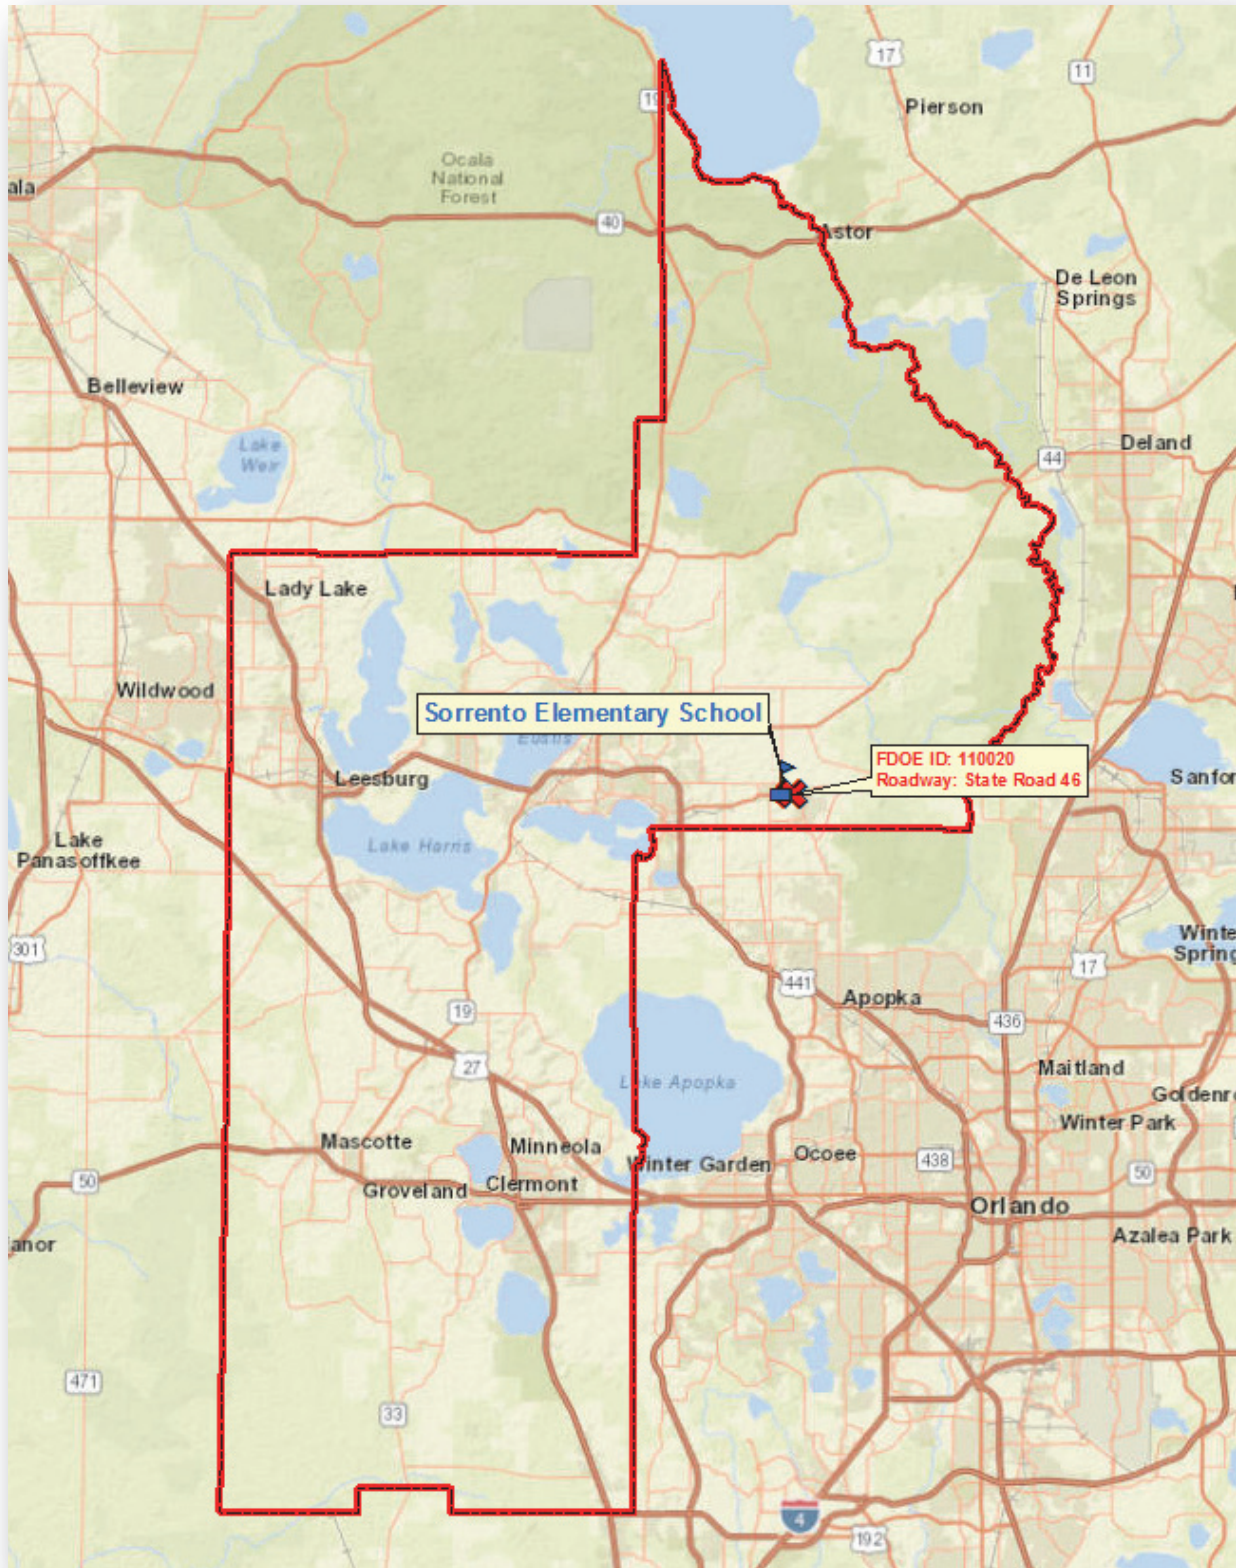 17
11
Pierson
19
Ocala
National
Forest
ala
40
Astor
De Leon
Springs
Belleview
Lake
Weir
Deland
44
Lady Lake
Wildwood
Sorrento Elementary School
Eustis
FDOE ID: 110020
Roadway: State Road 46
Leesburg
Sanfor
Lake
Panasoffkee
Lake Harris
301
Winte
Spring
17
441
Apopka
19
436
27
Lake Apopka
Maitland
Goldenro
Winter Park
Mascotte
Minneola
Winter Garden
Ocoee
438
50
50
Groveland
Clermont
Orlando
anor
Azalea Park
471
33
4
192